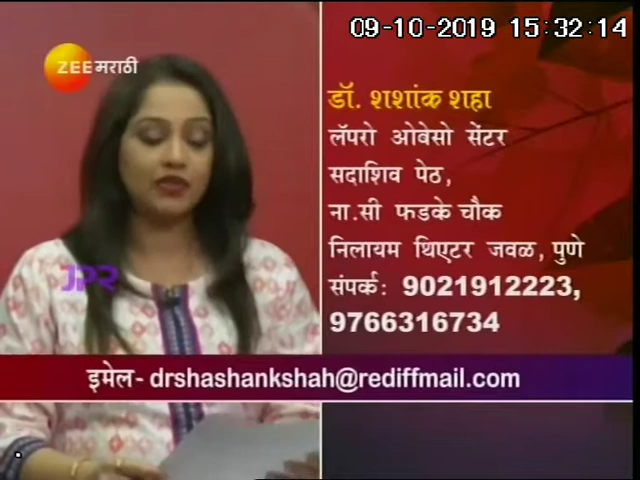 09-10-2019 15:32:14
ZEE मराठी
डॉ. शशांक शहा
लॅपरो ओवेसो सेंटर
सदाशिव पेठ,
ना.सी फडके चौक
निलायम थिएटर जवळ, पुणे
संपर्क: 9021912223,
9766316734
JPR
इमेल- drshashankshah@rediffmail.com